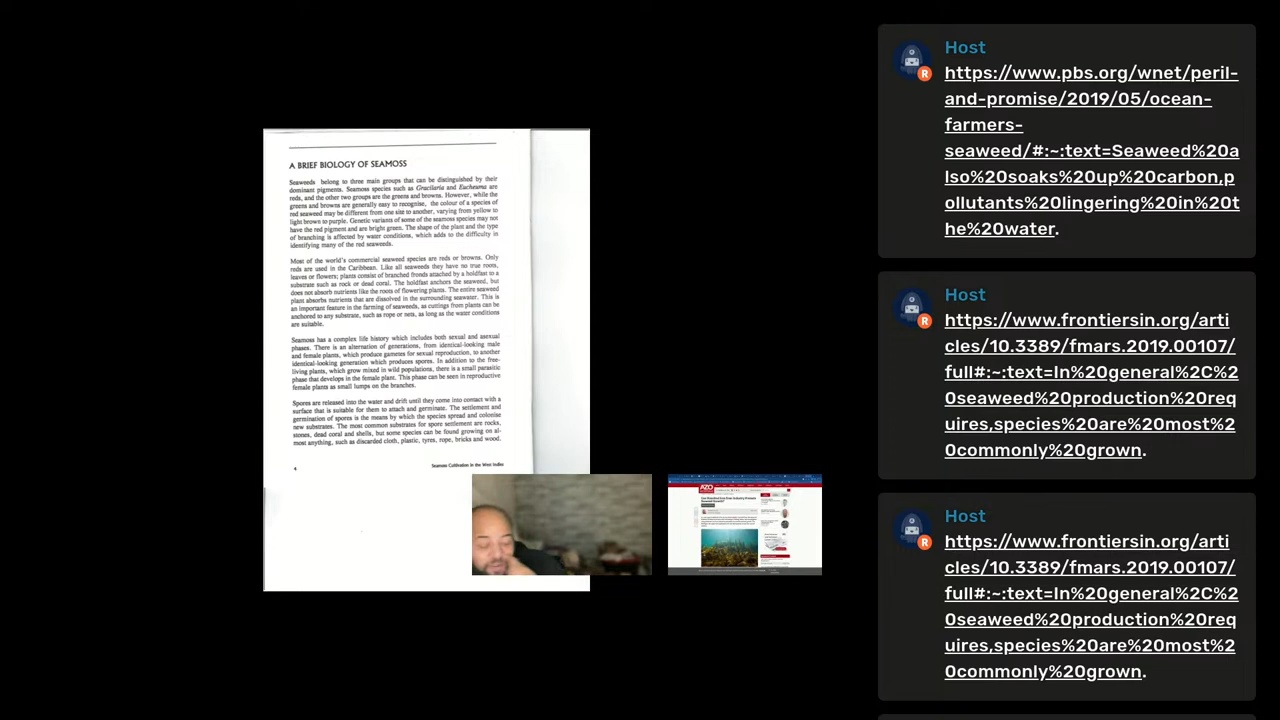 A BRIEF BIOLOGY OF SEAMOSS
Seaweeds belong to three main groups that can be distinguished by their
dominant pigments. Seamoss species such as Gracilaria and Eucheuma are
reds, and the other two groups are the greens and browns. However, while the
greens and browns are generally easy to recognise, the colour of a species of
red seaweed may be different from one site to another, varying from yellow to
light brown to purple. Genetic variants of some of the seamoss species may not
have the red pigment and are bright green. The shape of the plant and the type
of branching is affected by water conditions, which adds to the difficulty in
identifying many of the red seaweeds.
Most of the world's commercial seaweed species are reds or browns. Only
reds are used in the Caribbean. Like all seaweeds they have no true roots,
leaves or flowers; plants consist of branched fronds attached by a holdfast to a
substrate such as rock or dead coral. The holdfast anchors the seaweed, but
does not absorb nutrients like the roots of flowering plants. The entire seaweed
plant absorbs nutrients that are dissolved in the surrounding seawater. This is
an important feature in the farming of seaweeds, as cuttings from plants can be
anchored to any substrate, such as rope or nets, as long as the water conditions
are suitable.
Seamoss has a complex life history which includes both sexual and asexual
phases. There is an alternation of generations, from identical-looking male
and female plants, which produce gametes for sexual reproduction, to another
identical-looking generation which produces spores. In addition to the free-
living plants, which grow mixed in wild populations, there is a small parasitic
phase that develops in the female plant. This phase can be seen in reproductive
female plants as small lumps on the branches.
Spores are released into the water and drift until they come into contact with a
surface that is suitable for them to attach and germinate. The settlement and
germination of spores is the means by which the species spread and colonise
new substrates. The most common substrates for spore settlement are rocks,
stones, dead coral and shells, but some species can be found growing on al-
most anything, such as discarded cloth, plastic, tyres, rope, bricks and wood.
Seamoss Cultivation in the West Indies
AZO
Host
R
https://www.pbs.org/wnet/peril-
and-promise/2019/05/ocean-
farmers-
seaweed/#:~:text=Seaweed%20a
lso%20soaks%20up%20carbon,p
ollutants%20lingering%20in%20t
he%20water.
Host
R
https://www.frontiersin.org/arti
cles/10.3389/fmars.2019.00107/
full/#:~:text=In%20general%2C%2
0seaweed%20production%20req
uires,species%20are%20most%2
0commonly%20grown.
Host
R
https://www.frontiersin.org/arti
cles/10.3389/fmars.2019.00107/
full#:~:text=In%20general%2C%2
0seaweed%20production%20req
uires,species%20are%20most%2
0commonly%20grown.